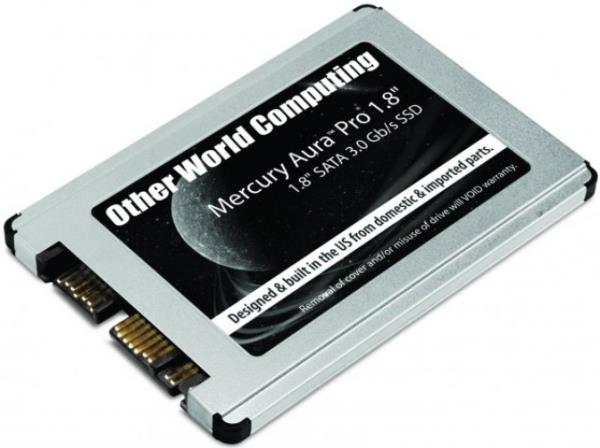 Other World Computing
Mercury Aura™ Pro 1.8"
1.8" SATA 3.0 Gb/s SSD
Designed & built in the US from domestic & imported parts.
Removal of cover and/or misuse of drive will VOID warranty.